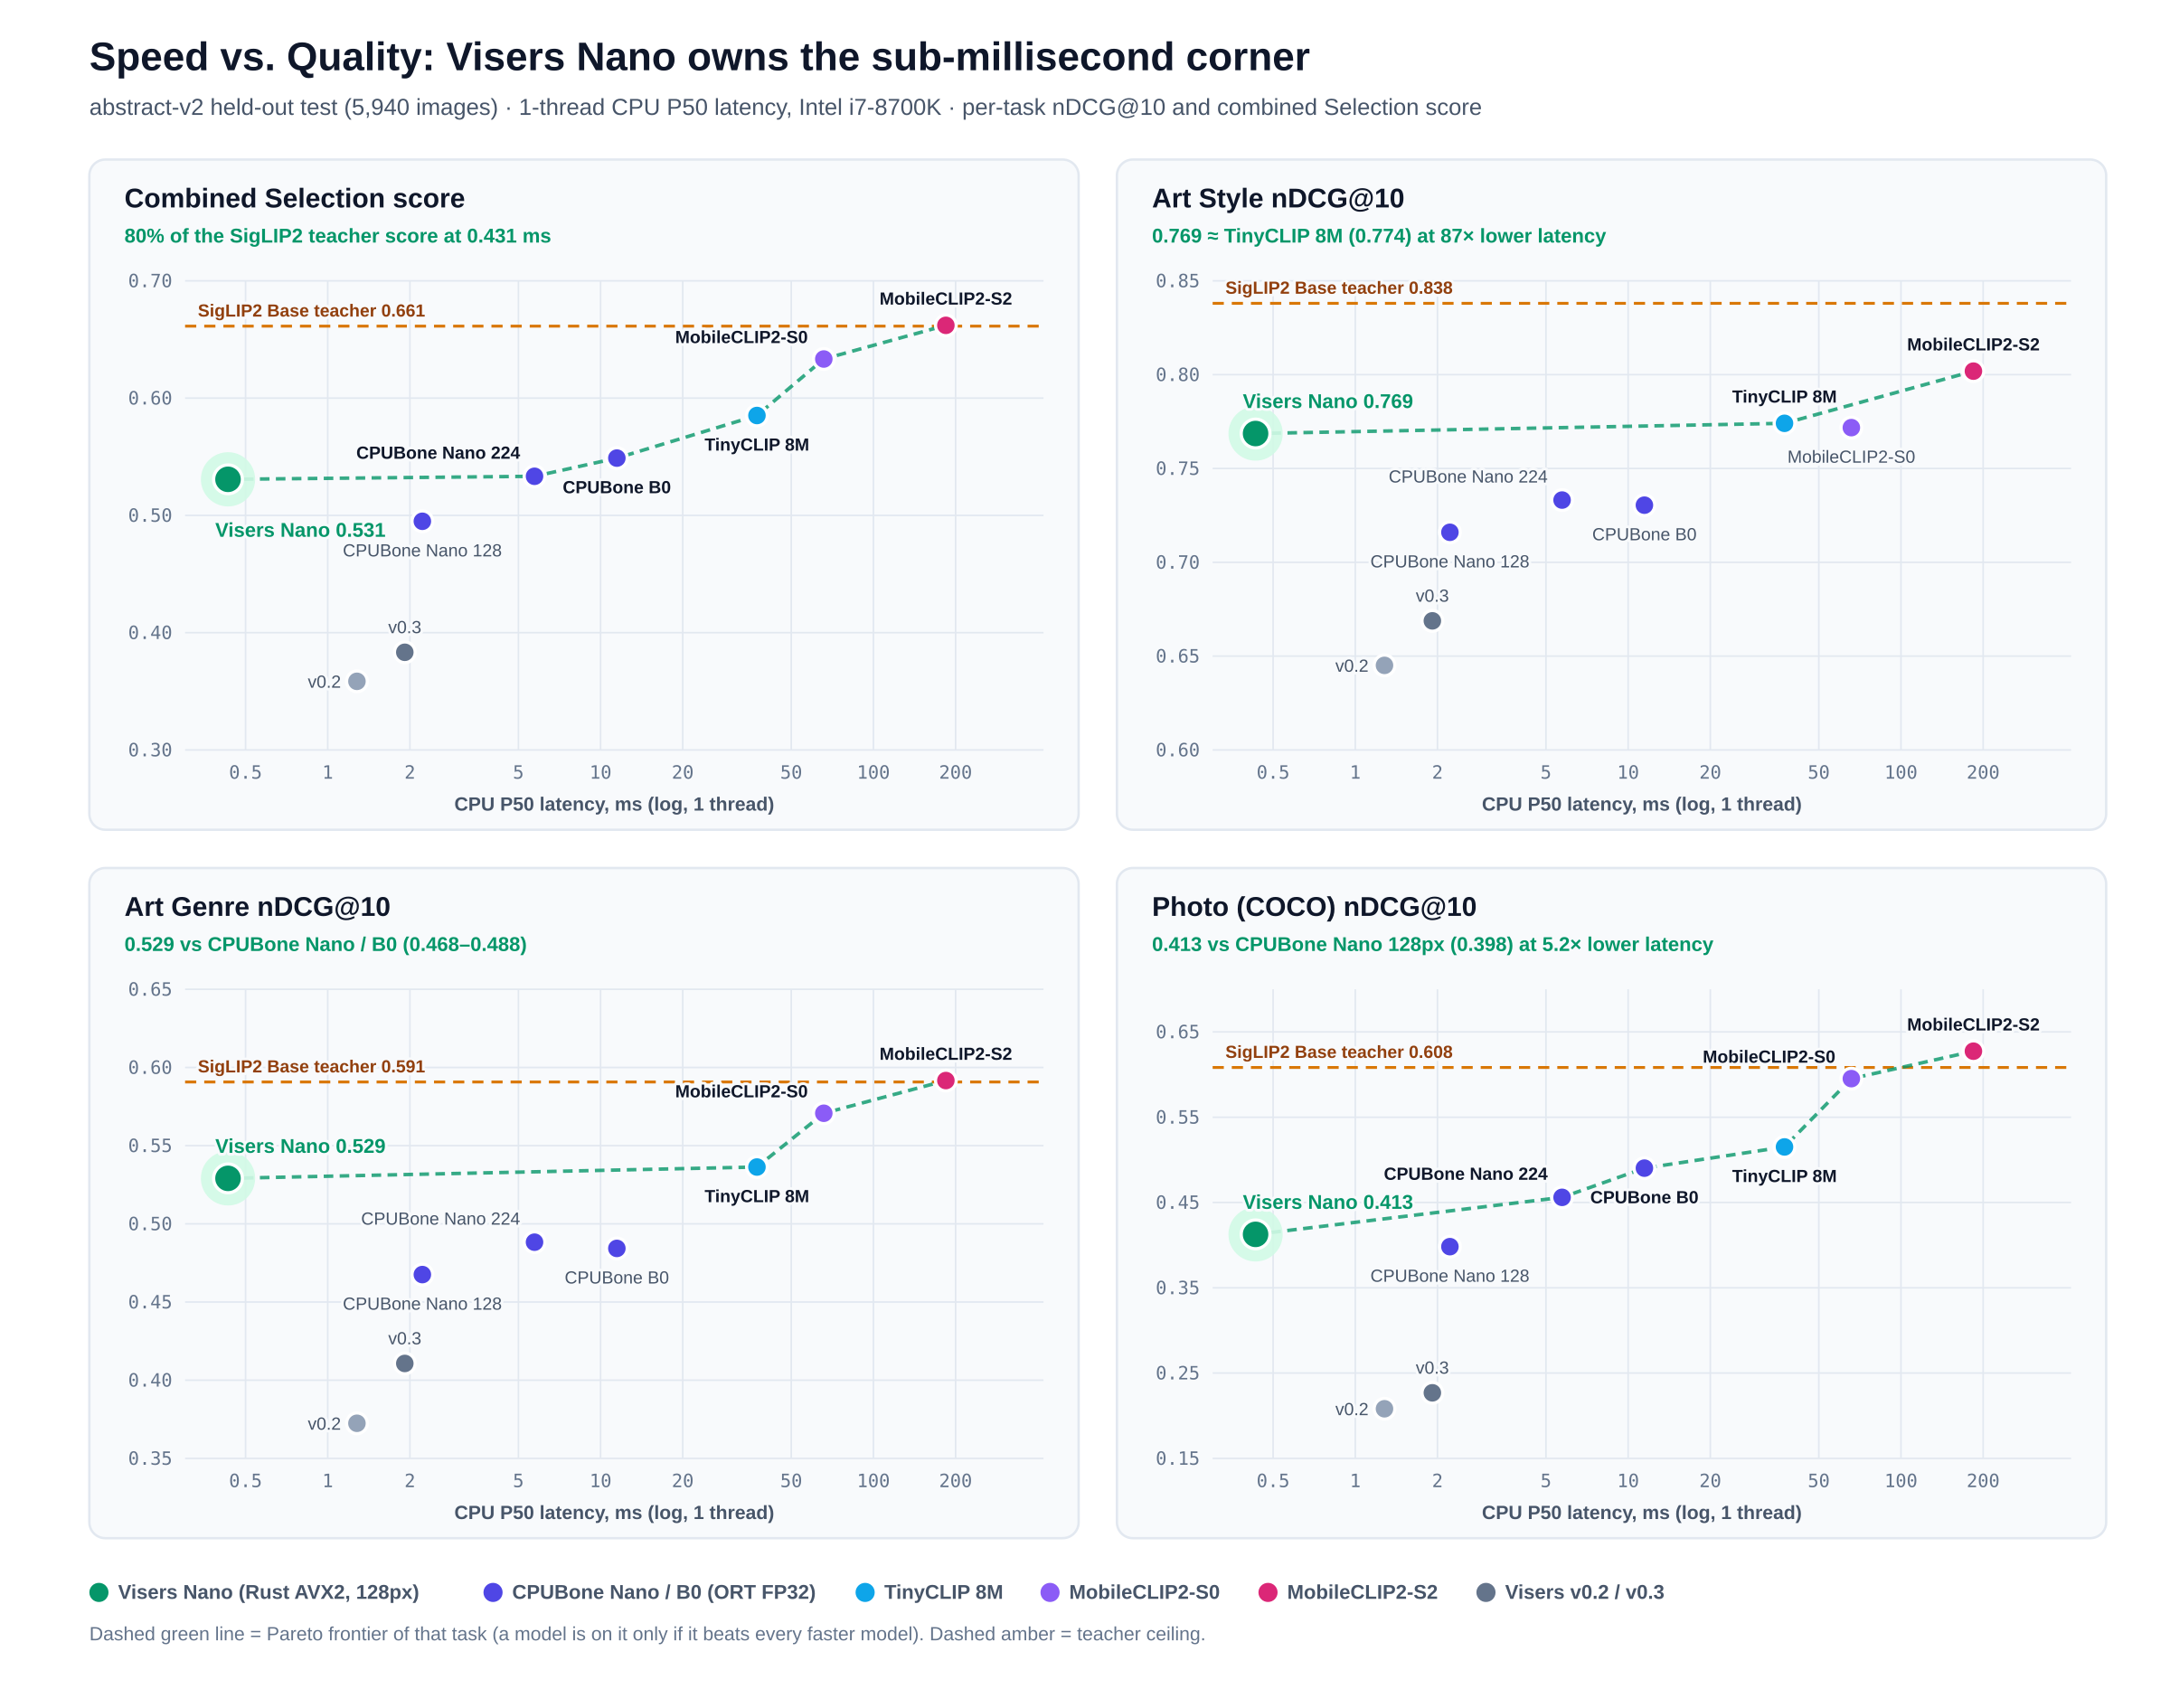 Speed vs. Quality: Visers Nano owns the sub-millisecond corner
abstract-v2 held-out test (5,940 images) · 1-thread CPU P50 latency, Intel i7-8700K · per-task nDCG@10 and combined Selection score
Combined Selection score
80% of the SigLIP2 teacher score at 0.431 ms
0.70
MobileCLIP2-S2
SigLIP2 Base teacher 0.661
MobileCLIP2-S0
0.60
TinyCLIP 8M
CPUBone Nano 224
CPUBone B0
0.50
Visers Nano 0.531
CPUBone Nano 128
v0.3
0.40
v0.2
0.30
0.5 1 2 5 10 20 50 100 200
CPU P50 latency, ms (log, 1 thread)
Art Style nDCG@10
0.769 ≈ TinyCLIP 8M (0.774) at 87× lower latency
0.85
SigLIP2 Base teacher 0.838
MobileCLIP2-S2
0.80
TinyCLIP 8M
Visers Nano 0.769
MobileCLIP2-S0
0.75
CPUBone Nano 224
CPUBone B0
0.70
CPUBone Nano 128
v0.3
0.65
v0.2
0.60
0.5 1 2 5 10 20 50 100 200
CPU P50 latency, ms (log, 1 thread)
Art Genre nDCG@10
0.529 vs CPUBone Nano / B0 (0.468–0.488)
0.65
MobileCLIP2-S2
0.60
SigLIP2 Base teacher 0.591
MobileCLIP2-S0
0.55
Visers Nano 0.529
TinyCLIP 8M
0.50
CPUBone Nano 224
CPUBone B0
0.45
CPUBone Nano 128
v0.3
0.40
v0.2
0.35
0.5 1 2 5 10 20 50 100 200
CPU P50 latency, ms (log, 1 thread)
Photo (COCO) nDCG@10
0.413 vs CPUBone Nano 128px (0.398) at 5.2× lower latency
MobileCLIP2-S2
0.65
SigLIP2 Base teacher 0.608
MobileCLIP2-S0
0.55
CPUBone Nano 224
TinyCLIP 8M
0.45
Visers Nano 0.413
CPUBone B0
CPUBone Nano 128
0.35
v0.3
0.25
v0.2
0.15
0.5 1 2 5 10 20 50 100 200
CPU P50 latency, ms (log, 1 thread)
Visers Nano (Rust AVX2, 128px) CPUBone Nano / B0 (ORT FP32) TinyCLIP 8M MobileCLIP2-S0 MobileCLIP2-S2 Visers v0.2 / v0.3
Dashed green line = Pareto frontier of that task (a model is on it only if it beats every faster model). Dashed amber = teacher ceiling.